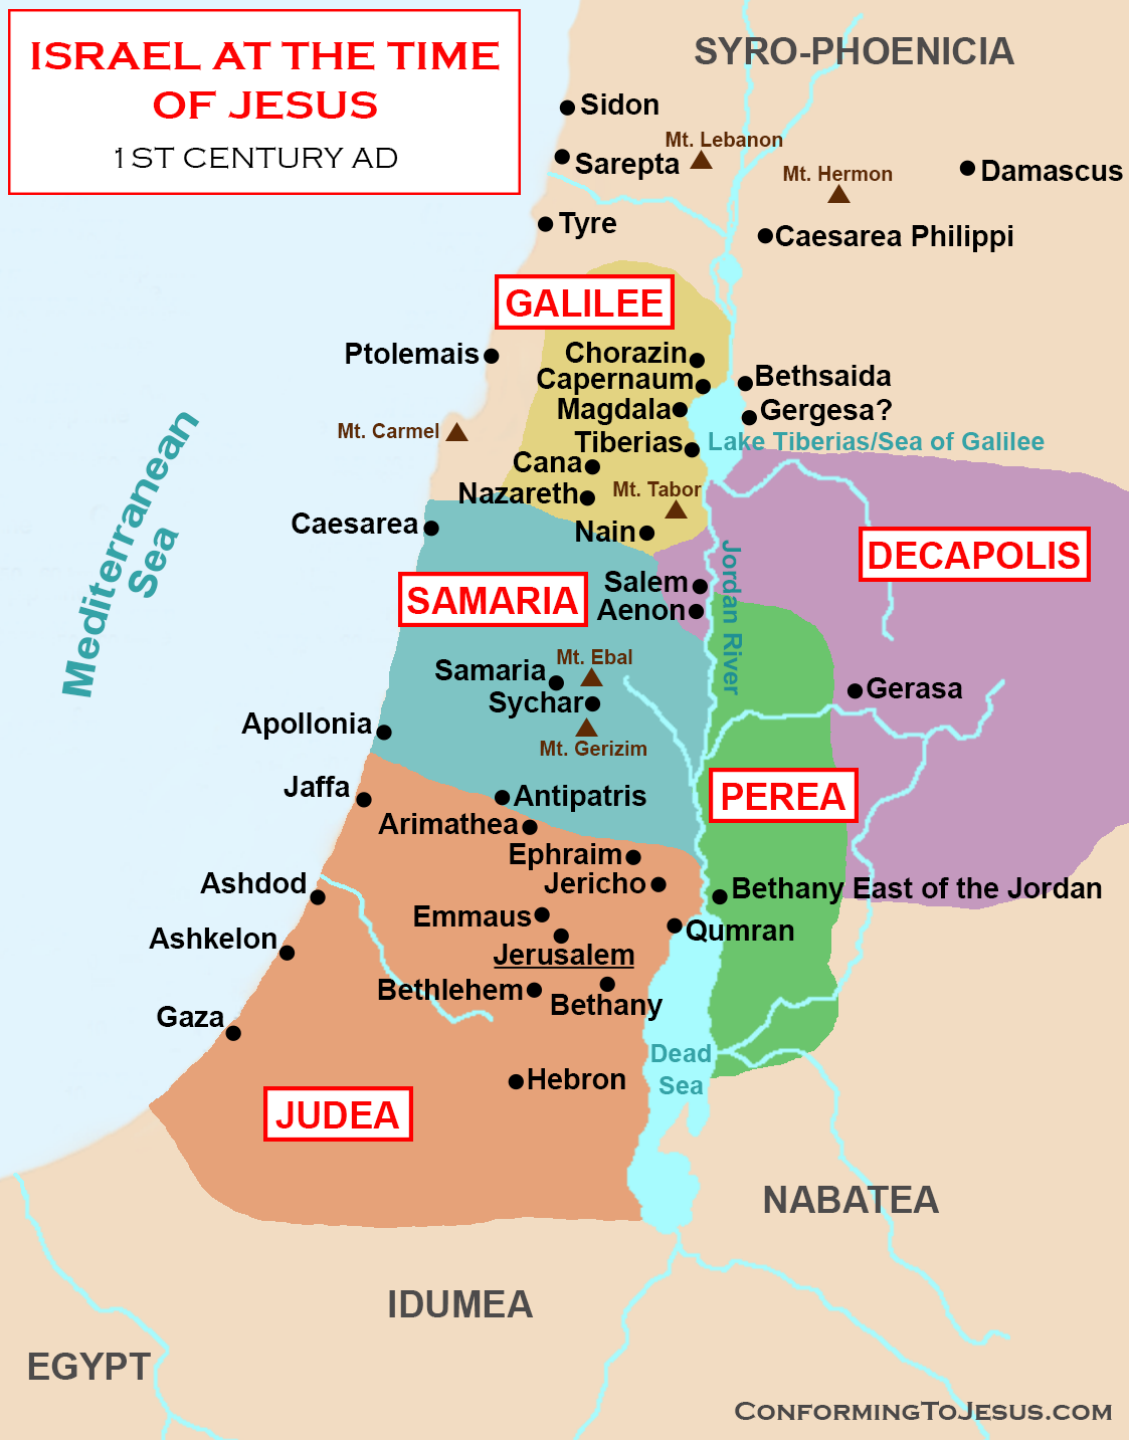 ISRAEL AT THE TIME
OF JESUS
1ST CENTURY AD
SYRO-PHOENICIA
Sidon
Mt. Lebanon
Sarepta
Mt. Hermon
Damascus
Tyre
Caesarea Philippi
GALILEE
Ptolemais
Chorazin
Capernaum
Bethsaida
Magdala
Gergesa?
Mt. Carmel
Tiberias
Lake Tiberias/Sea of Galilee
Cana
Nazareth
Mt. Tabor
Mediterranean
Sea
Caesarea
Nain
DECAPOLIS
Jordan River
SAMARIA
Salem
Aenon
Mt. Ebal
Samaria
Sychar
Gerasa
Apollonia
Mt. Gerizim
Jaffa
Antipatris
PEREA
Arimathea
Ephraim
Jericho
Ashdod
Bethany East of the Jordan
Emmaus
Qumran
Ashkelon
Jerusalem
Bethlehem
Bethany
Gaza
Dead
Sea
Hebron
JUDEA
NABATEA
IDUMEA
EGYPT
CONFORMINGTOJESUS.COM